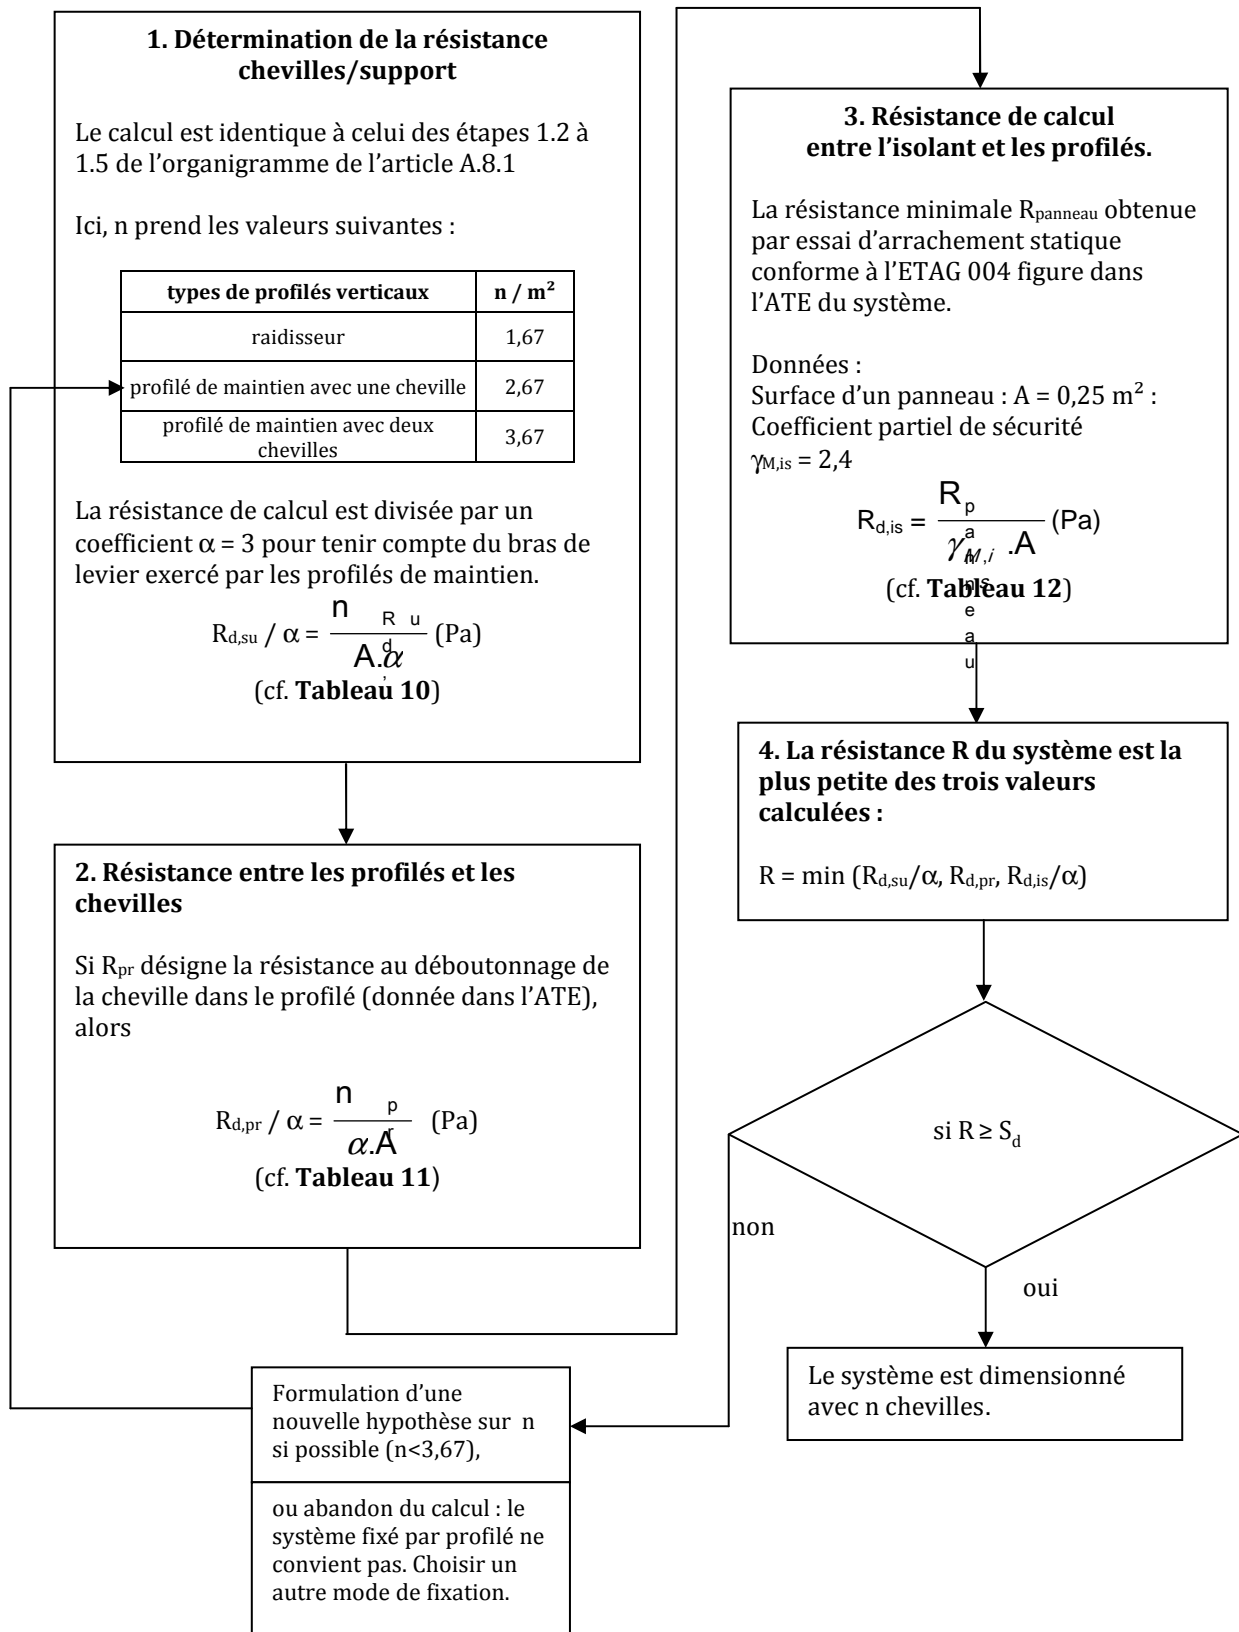 1. Détermination de la résistance
chevilles/support
Le calcul est identique à celui des étapes 1.2 à
1.5 de l’organigramme de l’article A.8.1
Ici, n prend les valeurs suivantes :
types de profilés verticaux n / m²
raidisseur 1,67
profilé de maintien avec une cheville 2,67
profilé de maintien avec deux
chevilles 3,67
La résistance de calcul est divisée par un
coefficient α = 3 pour tenir compte du bras de
levier exercé par les profilés de maintien.
n R u
Rd,su / α = (Pa)
A.α d ,
(cf. Tableau 10)
2. Résistance entre les profilés et les
chevilles
Si Rpr désigne la résistance au déboutonnage de
la cheville dans le profilé (donnée dans l’ATE),
alors
n p
Rd,pr / α = (Pa)
α.A r
(cf. Tableau 11)
3. Résistance de calcul
entre l’isolant et les profilés.
La résistance minimale Rpanneau obtenue
par essai d’arrachement statique
conforme à l’ETAG 004 figure dans
l’ATE du système.
Données :
Surface d’un panneau : A = 0,25 m² :
Coefficient partiel de sécurité
γM,is = 2,4
R panneau
Rd,is = (Pa)
γM,is .A
(cf. Tableau 12)
4. La résistance R du système est la
plus petite des trois valeurs
calculées :
R = min (Rd,su/α, Rd,pr, Rd,is/α)
si R ≥ Sd
non
oui
Le système est dimensionné
avec n chevilles.
Formulation d’une
nouvelle hypothèse sur n
si possible (n<3,67),
ou abandon du calcul : le
système fixé par profilé ne
convient pas. Choisir un
autre mode de fixation.